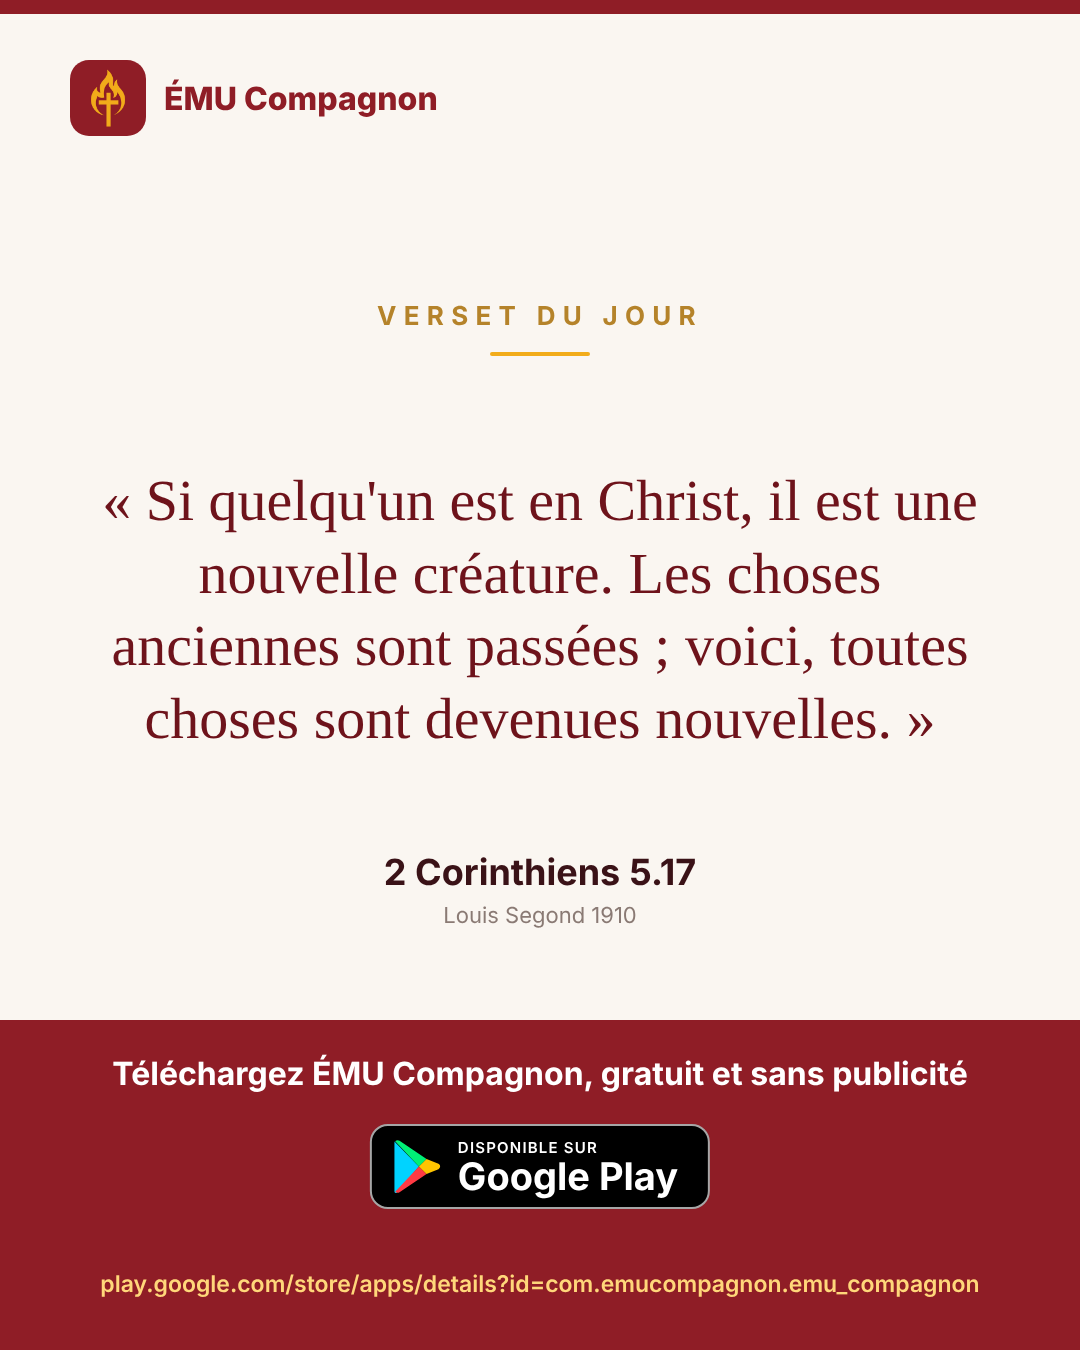 ÉMU Compagnon
VERSET DU JOUR
« Si quelqu'un est en Christ, il est une
nouvelle créature. Les choses
anciennes sont passées ; voici, toutes
choses sont devenues nouvelles. »
2 Corinthiens 5.17
Louis Segond 1910
Téléchargez ÉMU Compagnon, gratuit et sans publicité
DISPONIBLE SUR
Google Play
play.google.com/store/apps/details?id=com.emucompagnon.emu_compagnon